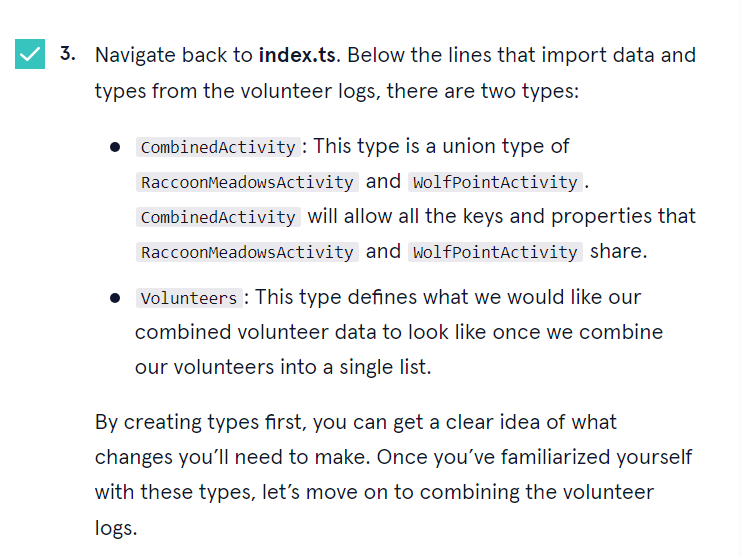 3. Navigate back to index.ts. Below the lines that import data and
types from the volunteer logs, there are two types:
● CombinedActivity: This type is a union type of
RaccoonMeadowsActivity and WolfPointActivity.
CombinedActivity will allow all the keys and properties that
RaccoonMeadowsActivity and WolfPointActivity share.
● Volunteers: This type defines what we would like our
combined volunteer data to look like once we combine
our volunteers into a single list.
By creating types first, you can get a clear idea of what
changes you’ll need to make. Once you’ve familiarized yourself
with these types, let’s move on to combining the volunteer
logs.